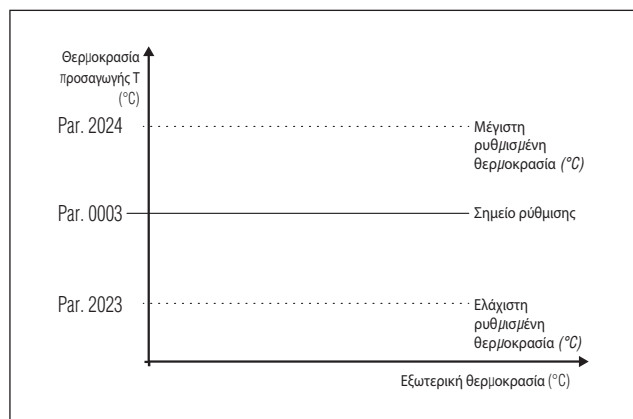 Θερμοκρασία
προσαγωγής T
(°C)
Par. 2024
Μέγιστη
ρυθμισμένη
θερμοκρασία (°C)
Par. 0003
Σημείο ρύθμισης
Par. 2023
Ελάχιστη
ρυθμισμένη
θερμοκρασία (°C)
Εξωτερική θερμοκρασία (°C)